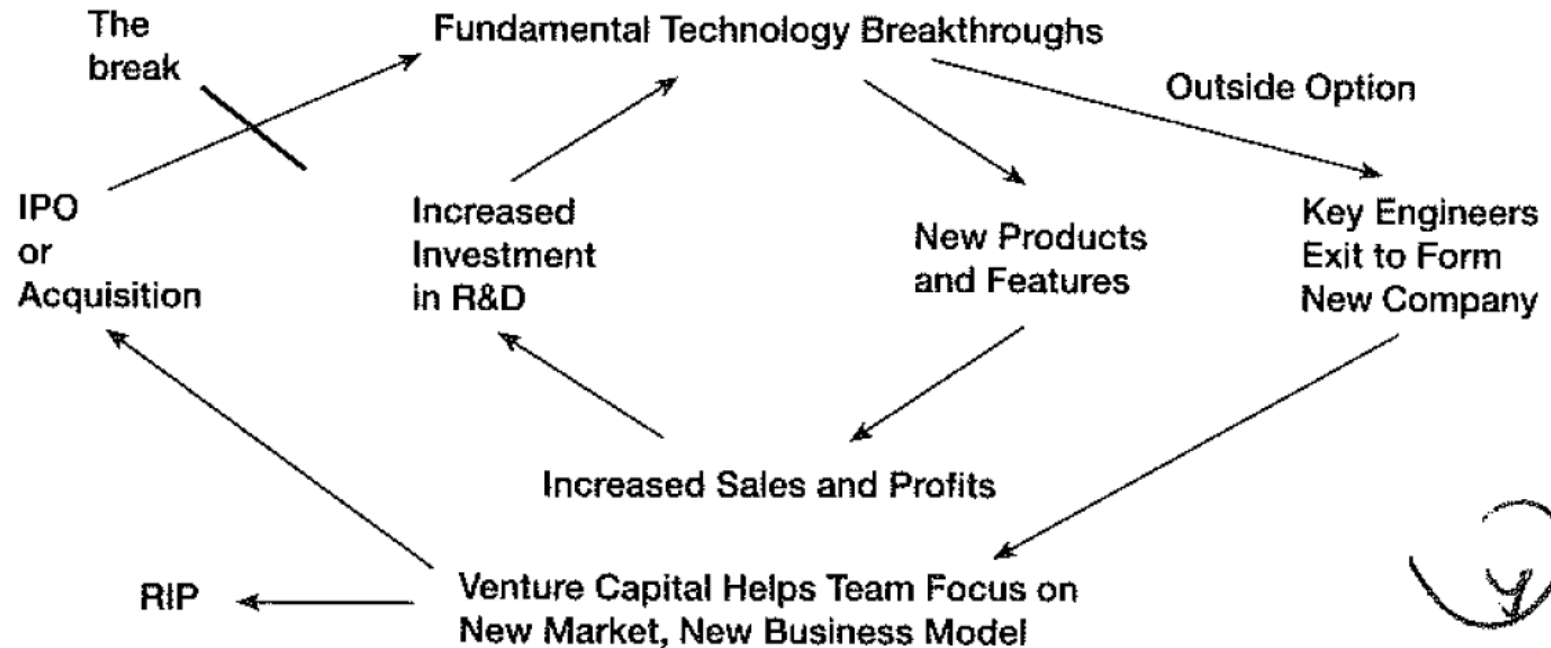 The
break
Fundamental Technology Breakthroughs
Outside Option
IPO
or
Acquisition
Increased
Investment
in R&D
New Products
and Features
Key Engineers
Exit to Form
New Company
Increased Sales and Profits
RIP
Venture Capital Helps Team Focus on
New Market, New Business Model